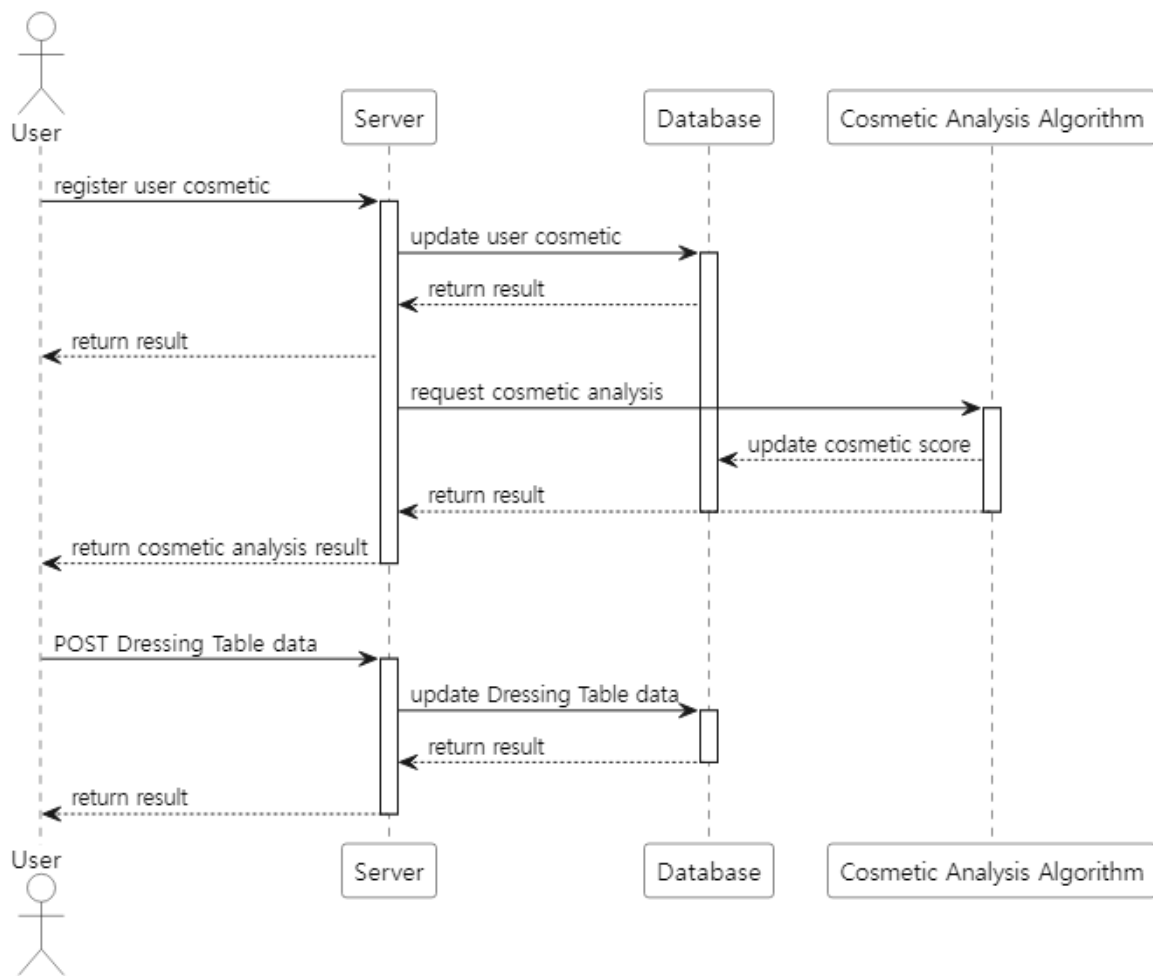 User
Server
Database
Cosmetic Analysis Algorithm
register user cosmetic
update user cosmetic
return result
return result
request cosmetic analysis
update cosmetic score
return result
return cosmetic analysis result
POST Dressing Table data
update Dressing Table data
return result
return result
User
Server
Database
Cosmetic Analysis Algorithm